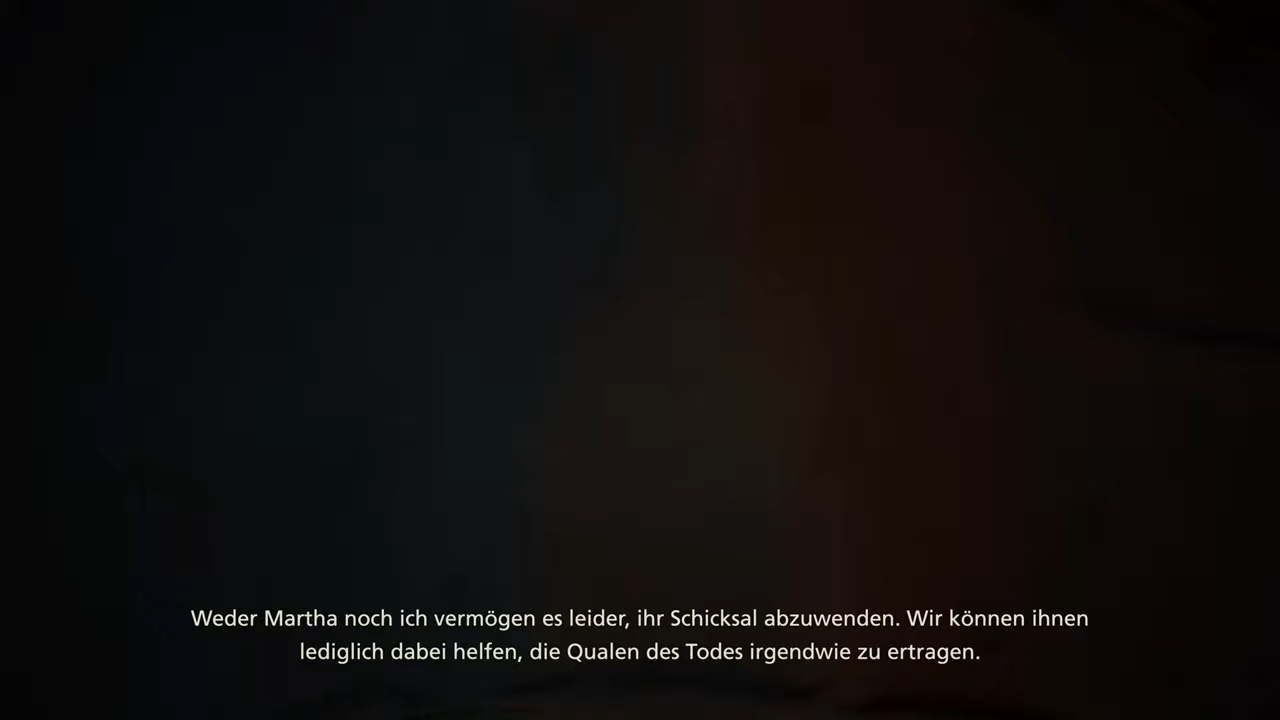 Weder Martha noch ich vermögen es leider, ihr Schicksal abzuwenden. Wir können ihnen
lediglich dabei helfen, die Qualen des Todes irgendwie zu ertragen.